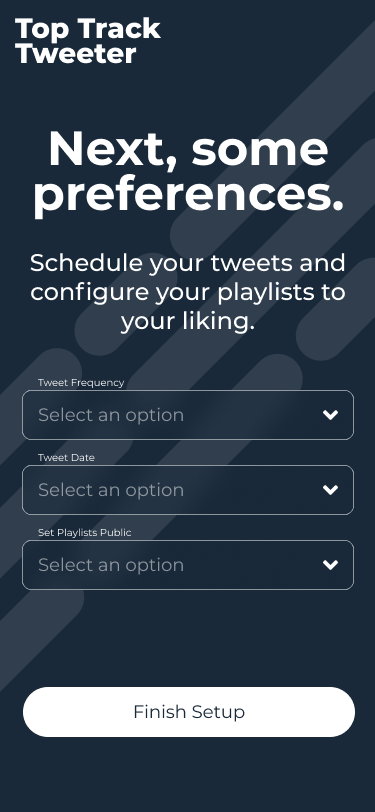 Top Track
Tweeter
Next, some
preferences.
Schedule your tweets and
configure your playlists to
your liking.
Tweet Frequency
Select an option
Tweet Date
Select an option
Set Playlists Public
Select an option
Finish Setup